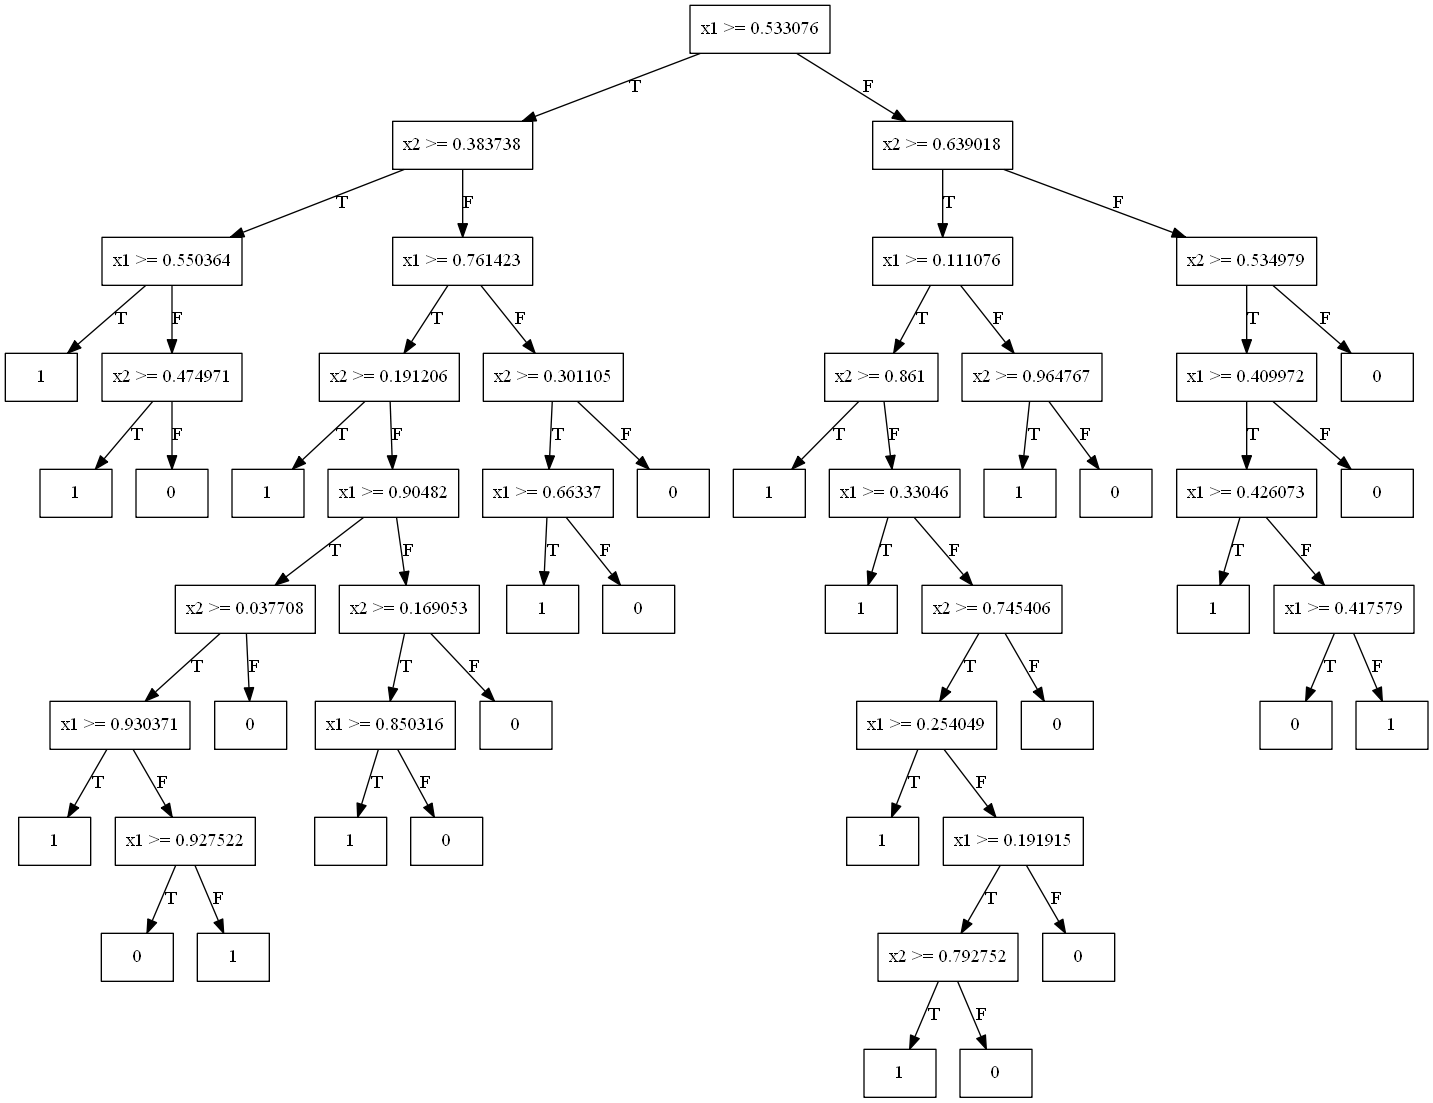 x1 >= 0.533076
T F
x2 >= 0.383738 x2 >= 0.639018
T F T F
x1 >= 0.550364 x1 >= 0.761423 x1 >= 0.111076 x2 >= 0.534979
T F T F T F T F
1 x2 >= 0.474971 x2 >= 0.191206 x2 >= 0.301105 x2 >= 0.861 x2 >= 0.964767 x1 >= 0.409972 0
T F T F T F T F T F T F
1 0 1 x1 >= 0.90482 x1 >= 0.66337 0 1 x1 >= 0.33046 1 0 x1 >= 0.426073 0
T F T F T F T F
x2 >= 0.037708 x2 >= 0.169053 1 0 1 x2 >= 0.745406 1 x1 >= 0.417579
T F T F T F T F
x1 >= 0.930371 0 x1 >= 0.850316 0 x1 >= 0.254049 0 0 1
T F T F T F
1 x1 >= 0.927522 1 0 1 x1 >= 0.191915
T F T F
0 1 x2 >= 0.792752 0
T F
1 0